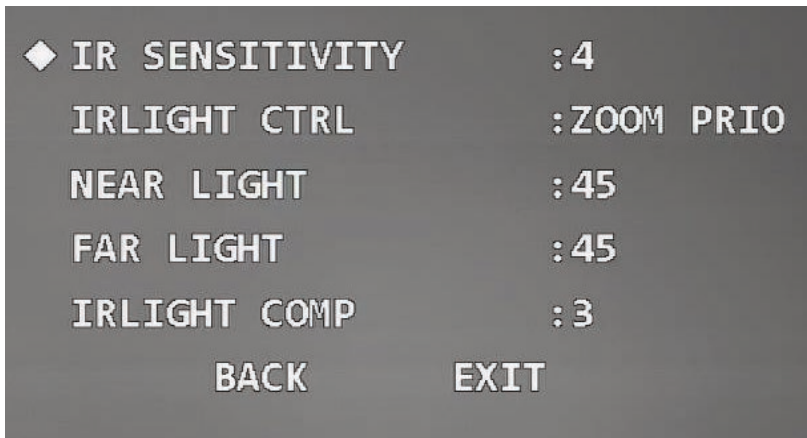 IR SENSITIVITY :4
IRLIGHT CTRL :ZOOM PRIO
NEAR LIGHT :45
FAR LIGHT :45
IRLIGHT COMP :3
BACK EXIT